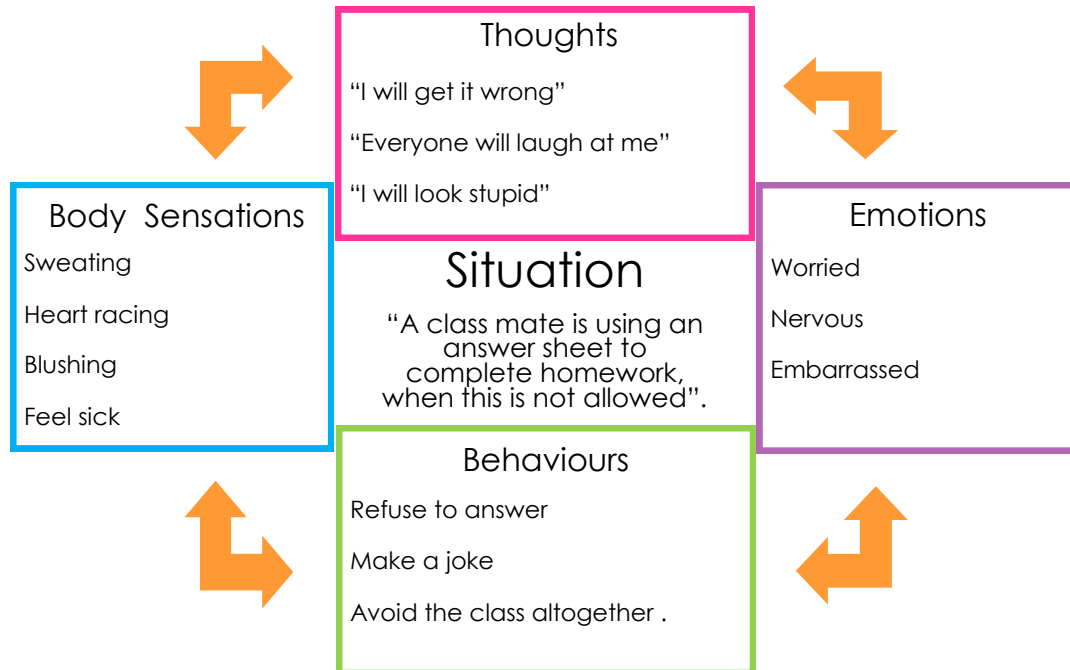 Thoughts
“I will get it wrong”
“Everyone will laugh at me”
“I will look stupid”
Body Sensations
Sweating
Heart racing
Blushing
Feel sick
Situation
“A class mate is using an
answer sheet to
complete homework,
when this is not allowed”.
Emotions
Worried
Nervous
Embarrassed
Behaviours
Refuse to answer
Make a joke
Avoid the class altogether .